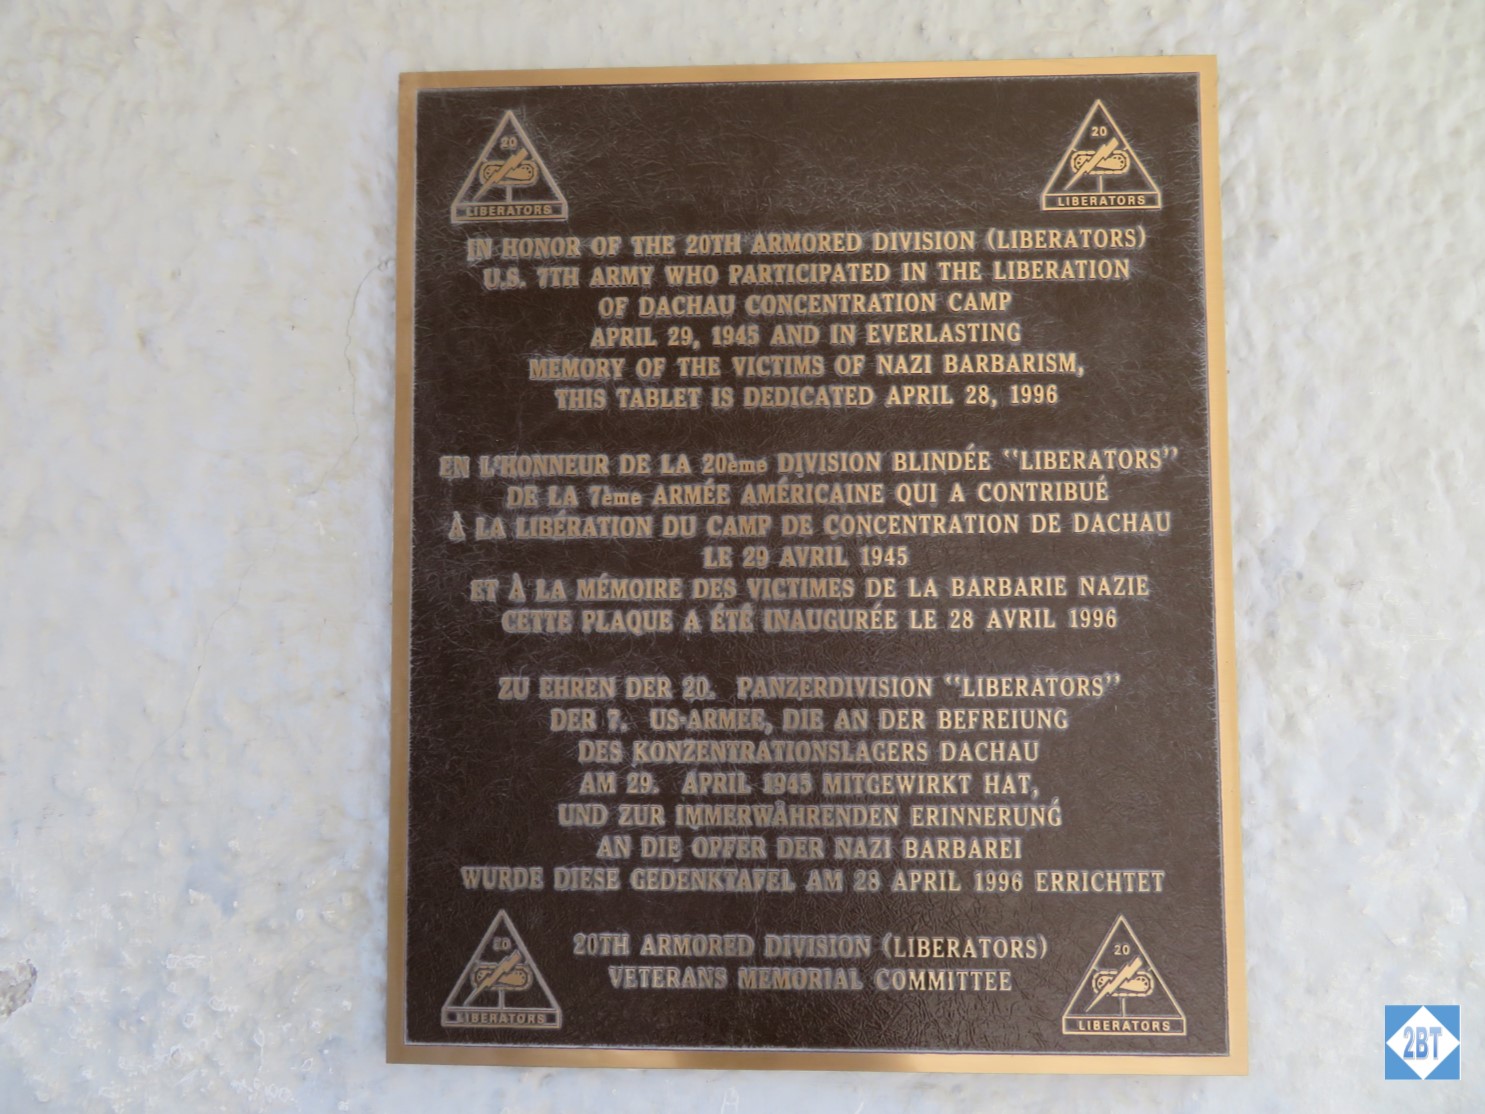 20
LIBERATORS
20
LIBERATORS
IN HONOR OF THE 20TH ARMORED DIVISION (LIBERATORS)
U.S. 7TH ARMY WHO PARTICIPATED IN THE LIBERATION
OF DACHAU CONCENTRATION CAMP
APRIL 29, 1945 AND IN EVERLASTING
MEMORY OF THE VICTIMS OF NAZI BARBARISM,
THIS TABLET IS DEDICATED APRIL 28, 1996
EN L'HONNEUR DE LA 20ème DIVISION BLINDÉE "LIBERATORS"
DE LA 7ème ARMÉE AMÉRICAINE QUI A CONTRIBUÉ
À LA LIBÉRATION DU CAMP DE CONCENTRATION DE DACHAU
LE 29 AVRIL 1945
ET À LA MÉMOIRE DES VICTIMES DE LA BARBARIE NAZIE
CETTE PLAQUE A ÉTÉ INAUGURÉE LE 28 AVRIL 1996
ZU EHREN DER 20. PANZERDIVISION "LIBERATORS"
DER 7. US-ARMEE, DIE AN DER BEFREIUNG
DES KONZENTRATIONSLAGERS DACHAU
AM 29. APRIL 1945 MITGEWIRKT HAT,
UND ZUR IMMERWÄHRENDEN ERINNERUNG
AN DIE OPFER DER NAZI BARBAREI
WURDE DIESE GEDENKTAFEL AM 28 APRIL 1996 ERRICHTET
20TH ARMORED DIVISION (LIBERATORS)
VETERANS MEMORIAL COMMITTEE
20
LIBERATORS
20
LIBERATORS
2BT